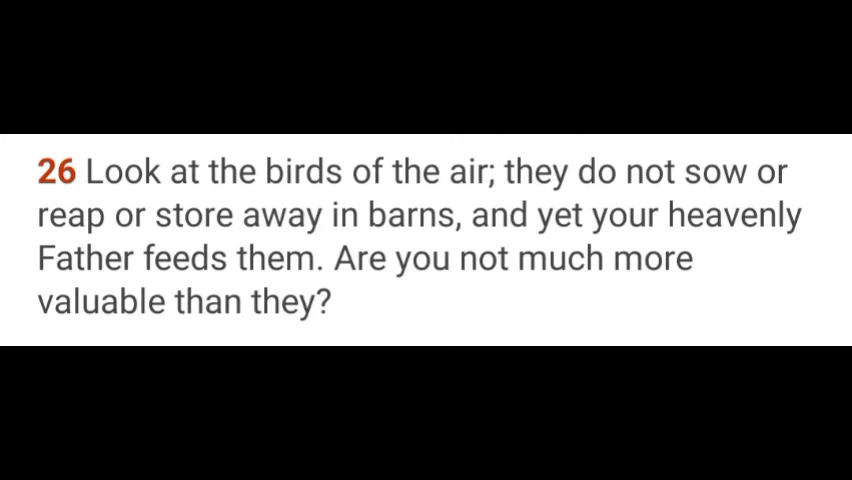 26 Look at the birds of the air; they do not sow or
reap or store away in barns, and yet your heavenly
Father feeds them. Are you not much more
valuable than they?